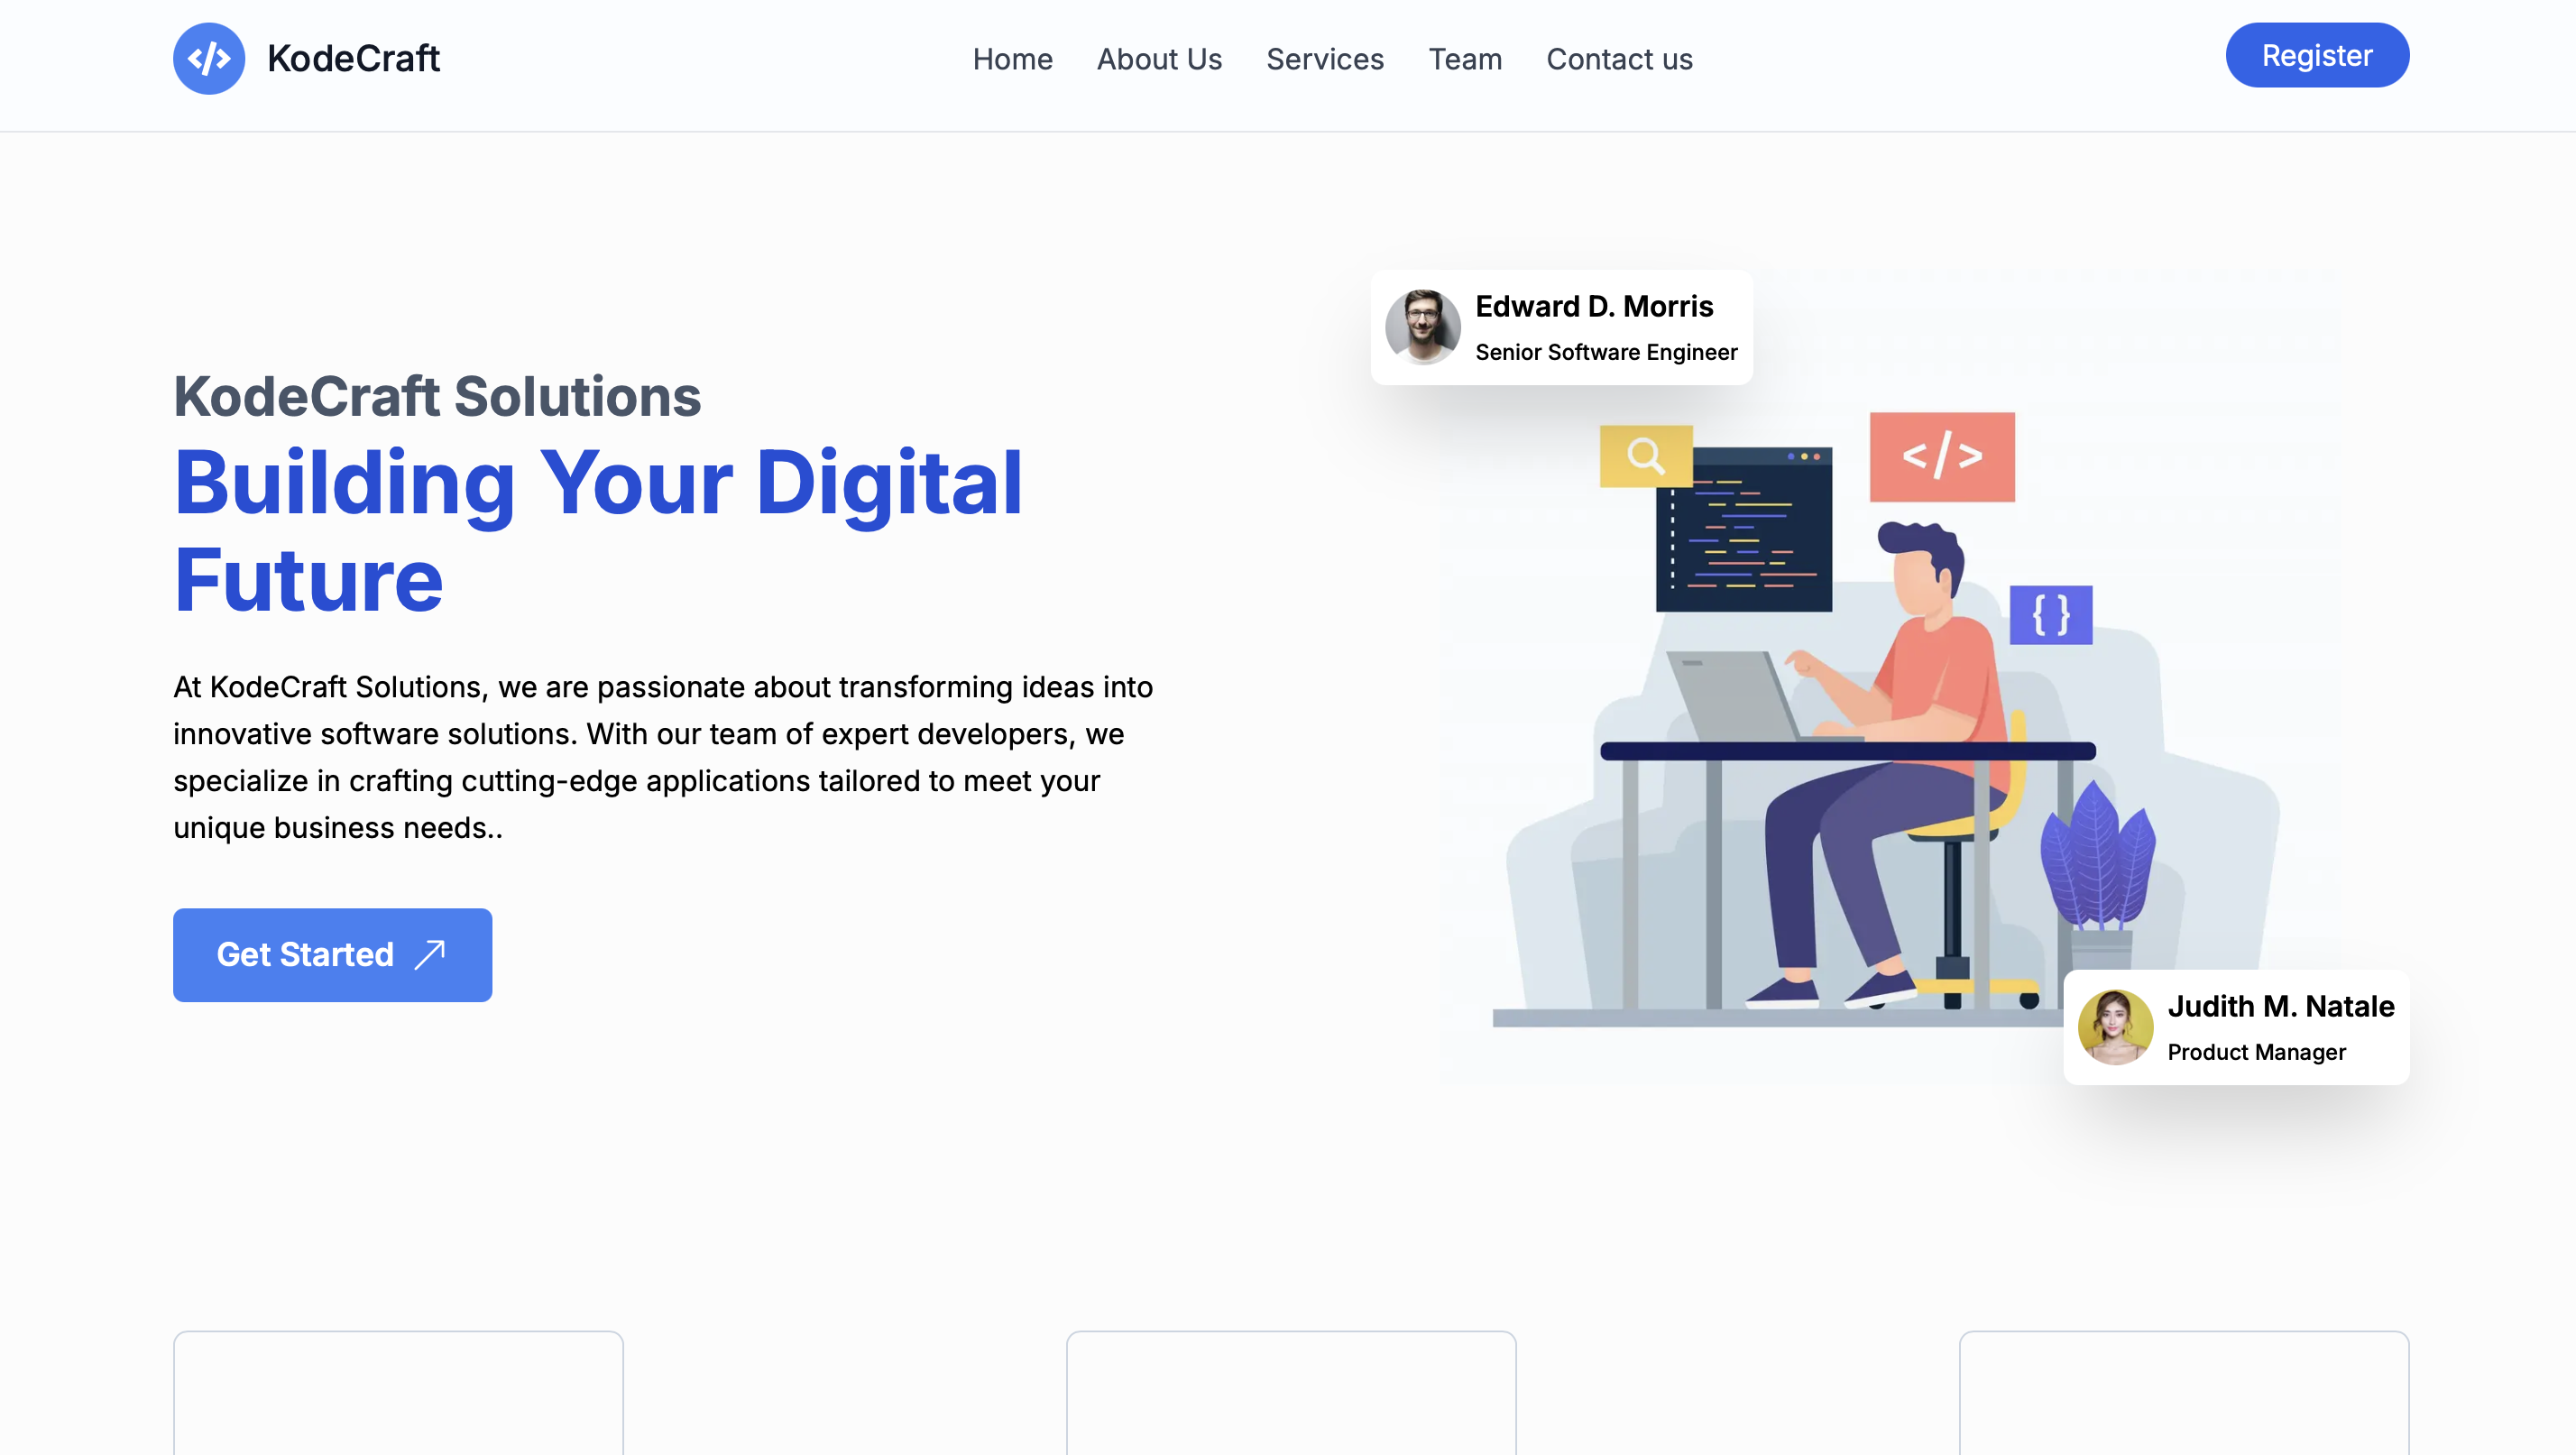 KodeCraft
Home About Us Services Team Contact us
Register
Edward D. Morris
Senior Software Engineer
KodeCraft Solutions
Building Your Digital
Future
At KodeCraft Solutions, we are passionate about transforming ideas into
innovative software solutions. With our team of expert developers, we
specialize in crafting cutting-edge applications tailored to meet your
unique business needs..
Get Started
</>
{ }
Judith M. Natale
Product Manager